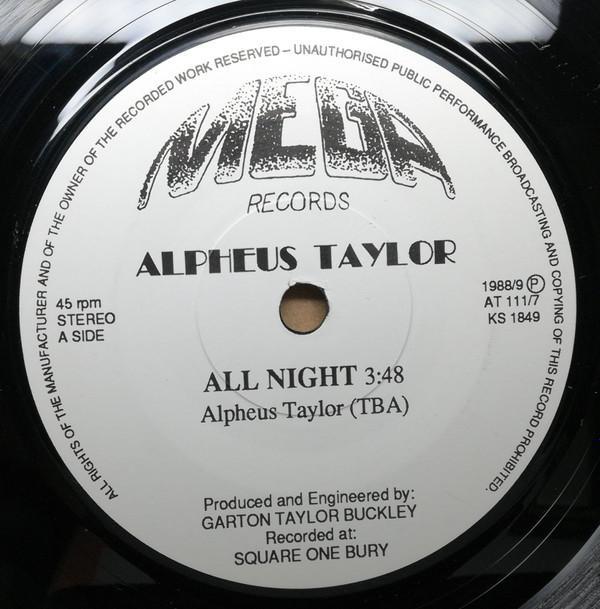 ALL RIGHTS OF THE MANUFACTURER AND OF THE OWNER OF THE RECORDED WORK RESERVED – UNAUTHORISED PUBLIC PERFORMANCE BROADCASTING AND COPYING OF THIS RECORD PROHIBITED.
MEGA
RECORDS
ALPHEUS TAYLOR
45 rpm
STEREO
A SIDE
1988/9 ℗
AT 111/7
KS 1849
ALL NIGHT 3:48
Alpheus Taylor (TBA)
Produced and Engineered by:
GARTON TAYLOR BUCKLEY
Recorded at:
SQUARE ONE BURY